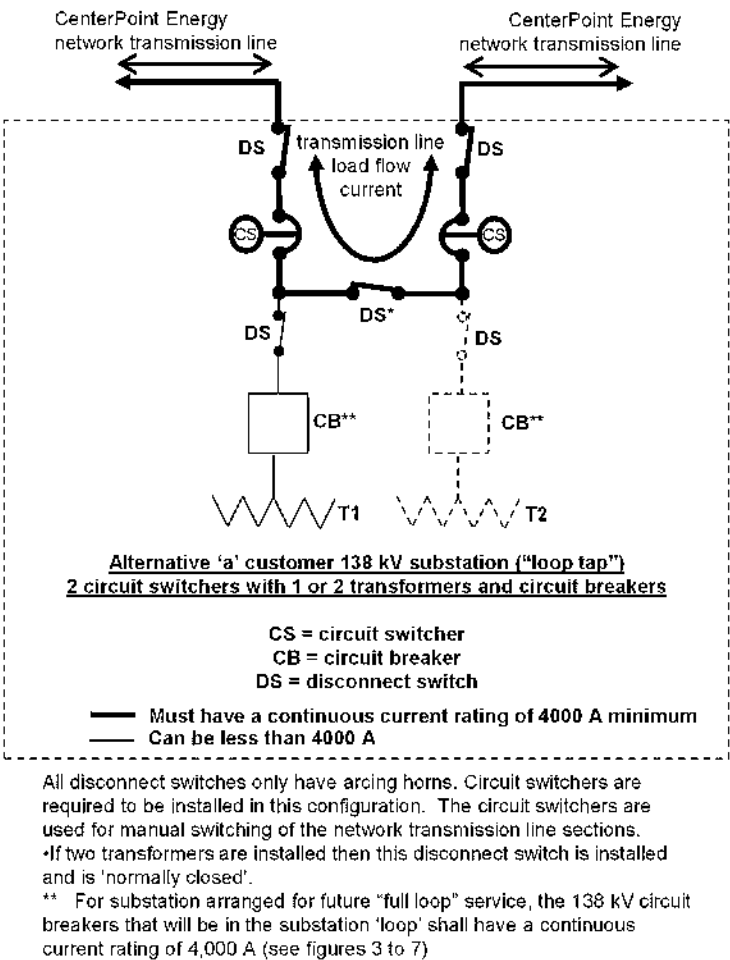 CenterPoint Energy
network transmission line
CenterPoint Energy
network transmission line
DS
transmission line
load flow
current
DS
CS
CS
DS
DS*
DS
CB**
CB**
T1
T2
Alternative ‘a’ customer 138 kV substation (“loop tap”)
2 circuit switchers with 1 or 2 transformers and circuit breakers
CS = circuit switcher
CB = circuit breaker
DS = disconnect switch
Must have a continuous current rating of 4000 A minimum
Can be less than 4000 A
All disconnect switches only have arcing horns. Circuit switchers are
required to be installed in this configuration. The circuit switchers are
used for manual switching of the network transmission line sections.
•If two transformers are installed then this disconnect switch is installed
and is ‘normally closed’.
** For substation arranged for future “full loop” service, the 138 kV circuit
breakers that will be in the substation ‘loop’ shall have a continuous
current rating of 4,000 A (see figures 3 to 7)